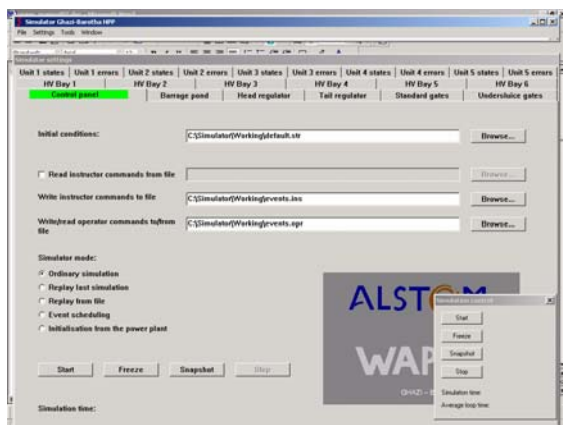 Simulator Ghazi-Barotha HPP
File Settings Tools Window
Simulator settings
Unit 1 states Unit 1 errors Unit 2 states Unit 2 errors Unit 3 states Unit 3 errors Unit 4 states Unit 4 errors Unit 5 states Unit 5 errors
HV Bay 1 HV Bay 2 HV Bay 3 HV Bay 4 HV Bay 5 HV Bay 6
Control panel Barrage pond Head regulator Tail regulator Standard gates Undersluice gates
Initial conditions: C:\Simulator\Working\default.str Browse...
Read instructor commands from file Browse...
Write instructor commands to file C:\Simulator\Working\events.ins Browse...
Write/read operator commands to/from file C:\Simulator\Working\events.opr Browse...
Simulator mode:
Ordinary simulation
Replay last simulation
Replay from file
Event scheduling
Initialisation from the power plant
ALSTOM
WAP
GHAZI - B
Start Freeze Snapshot Stop
Simulation time:
Simulation control
Start
Freeze
Snapshot
Stop
Simulation time:
Average loop time: